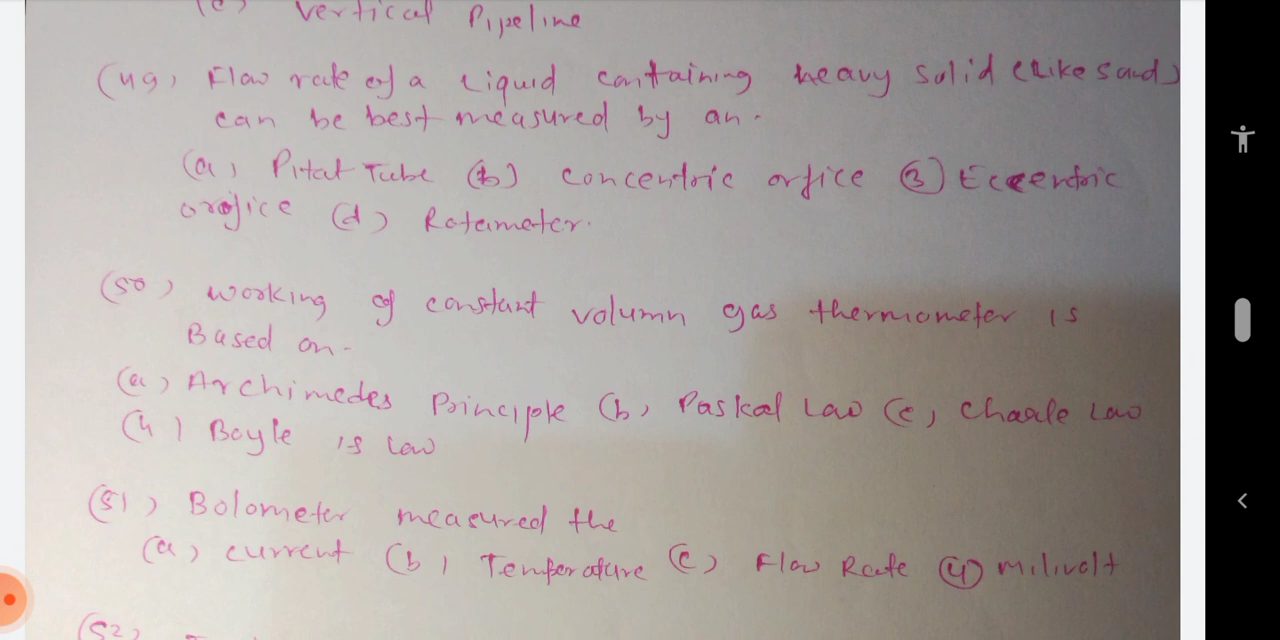 (c) Vertical Pipeline
(49) Flow rate of a Liquid containing heavy solid (Like sand)
can be best measured by an.
(a) Pitot Tube (b) concentric orfice (3) Eccentric
orofice (d) Rotameter.
(50) working of constant volumn gas thermometer is
Based on-
(a) Archimedes Principle (b) Paskal Law (c) Charle Law
(4) Boyle is Law
(51) Bolometer measured the
(a) current (b) Temperature (c) Flow Rate (4) milivolt
(52)